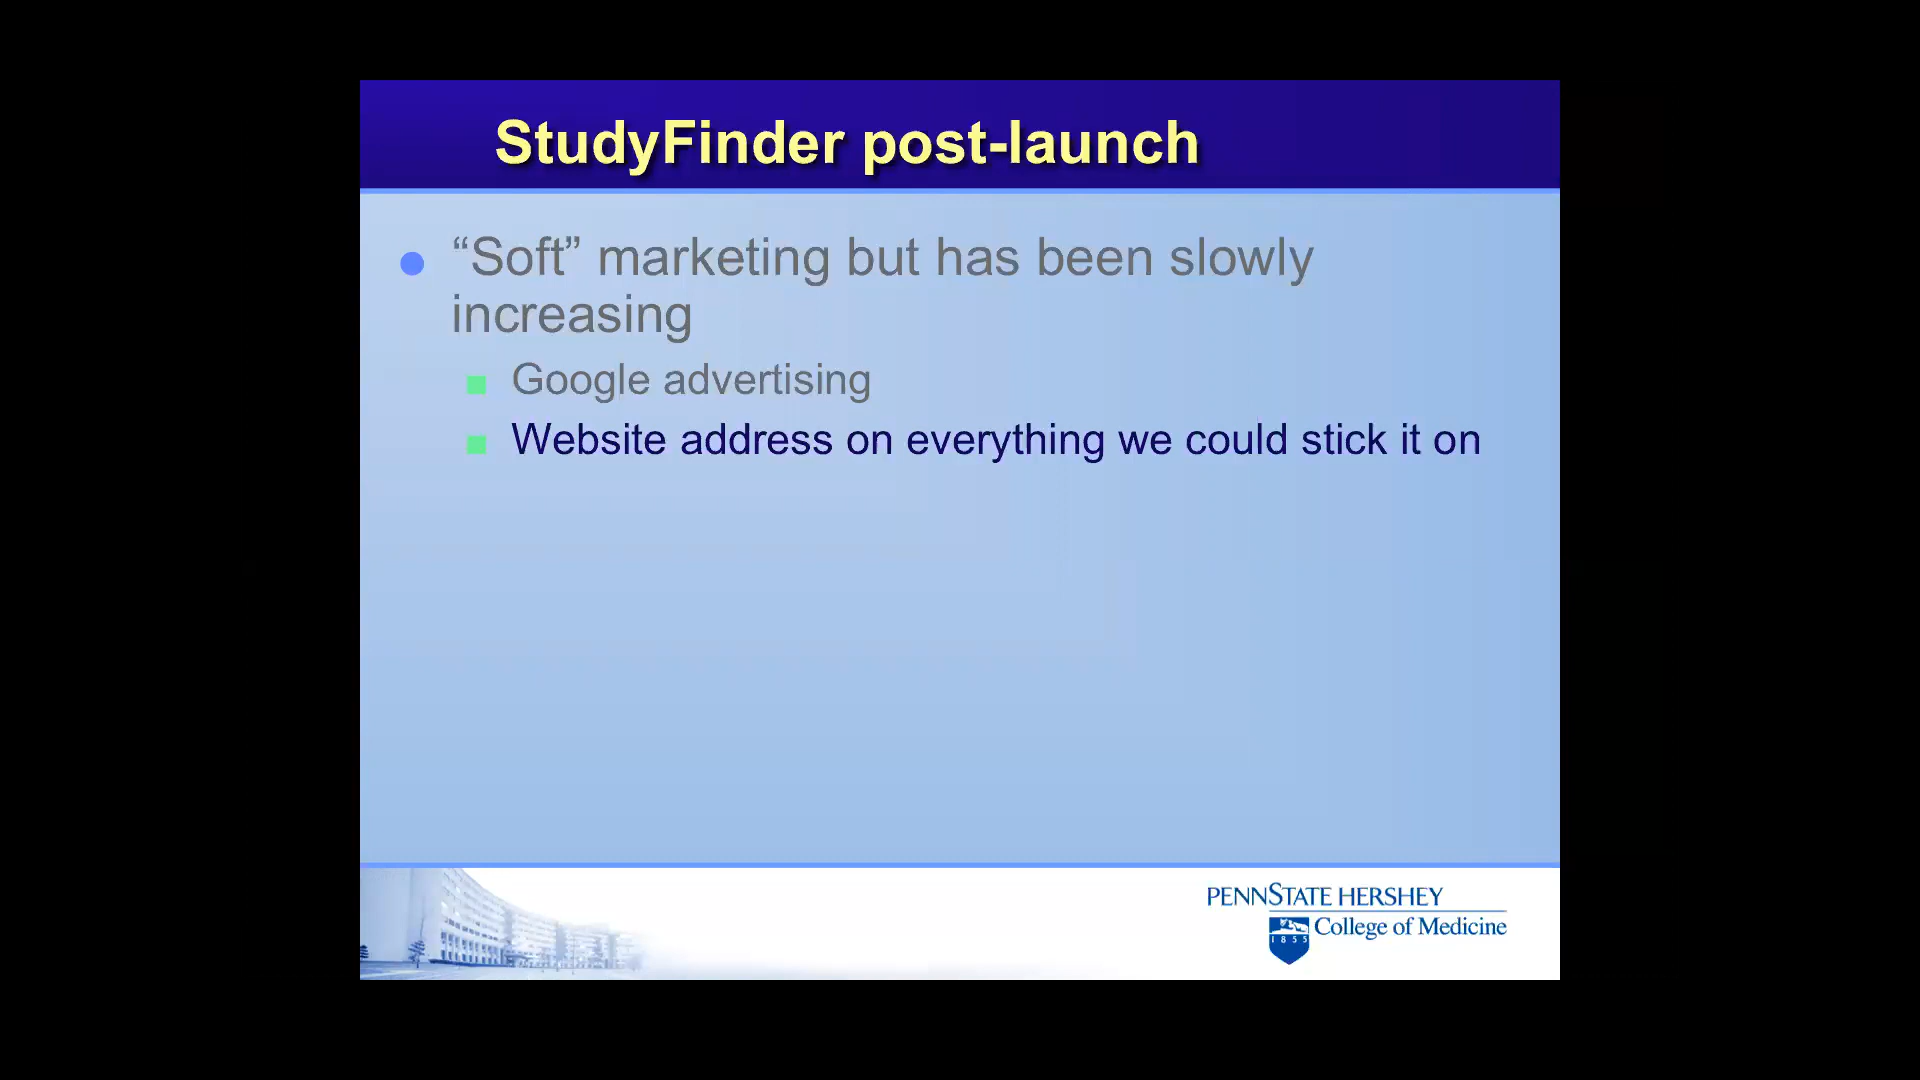 StudyFinder post-launch
“Soft” marketing but has been slowly
increasing
Google advertising
Website address on everything we could stick it on
PENNSTATE HERSHEY
College of Medicine
1855